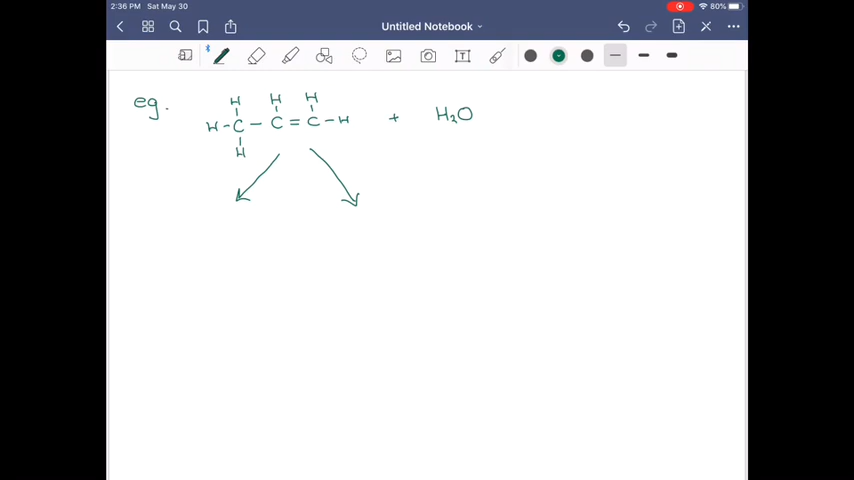 2:36 PM Sat May 30
80%
Untitled Notebook
T
eg.
H H H
H - C - C = C - H + H₂O
H